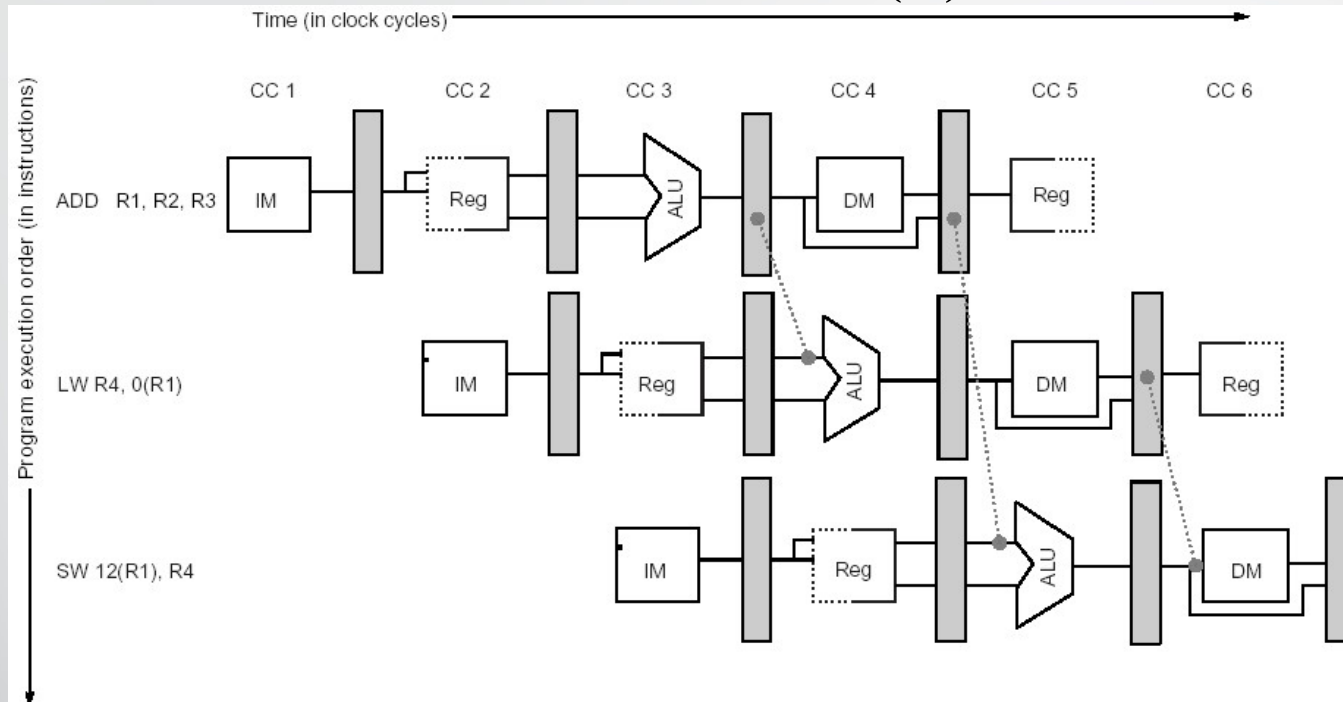 Time (in clock cycles)
Program execution order (in instructions)
CC 1 CC 2 CC 3 CC 4 CC 5 CC 6
ADD R1, R2, R3 IM Reg ALU DM Reg
LW R4, 0(R1) IM Reg ALU DM Reg
SW 12(R1), R4 IM Reg ALU DM